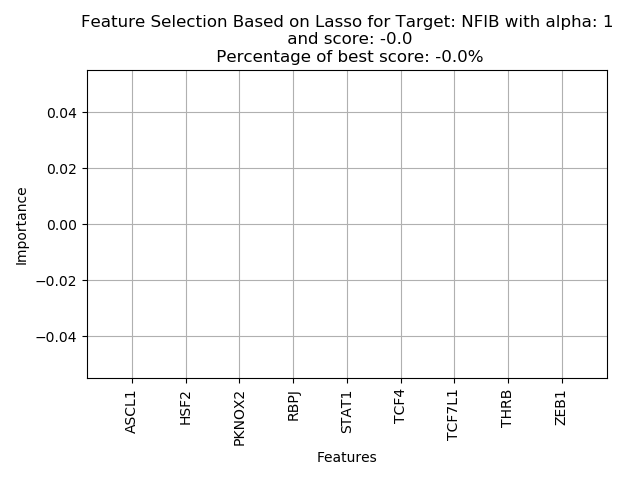 Feature Selection Based on Lasso for Target: NFIB with alpha: 1
and score: -0.0
Percentage of best score: -0.0%
Importance
0.04
0.02
0.00
−0.02
−0.04
ASCL1
HSF2
PKNOX2
RBPJ
STAT1
TCF4
TCF7L1
THRB
ZEB1
Features